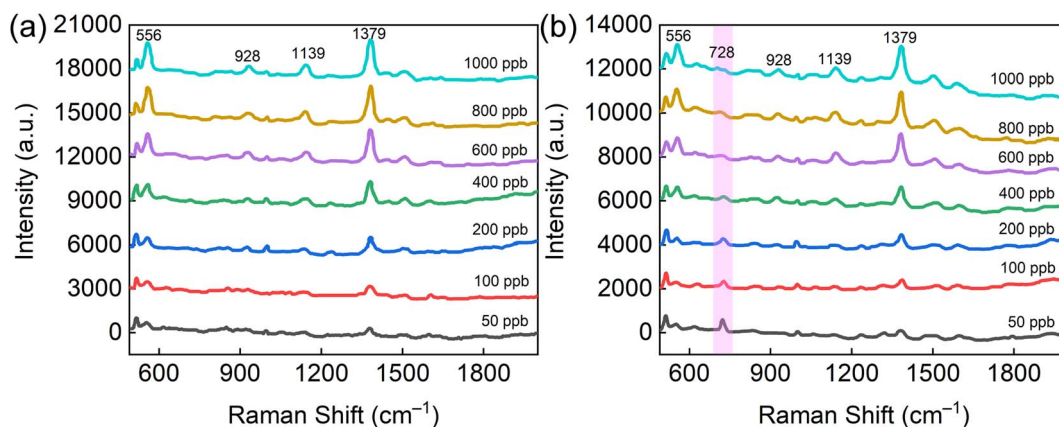 (a)
21000
18000
15000
12000
9000
6000
3000
0
Intensity (a.u.)
556
928
1139
1379
1000 ppb
800 ppb
600 ppb
400 ppb
200 ppb
100 ppb
50 ppb
600
900
1200
1500
1800
Raman Shift (cm⁻¹)
(b)
14000
12000
10000
8000
6000
4000
2000
0
Intensity (a.u.)
556
728
928
1139
1379
1000 ppb
800 ppb
600 ppb
400 ppb
200 ppb
100 ppb
50 ppb
600
900
1200
1500
1800
Raman Shift (cm⁻¹)